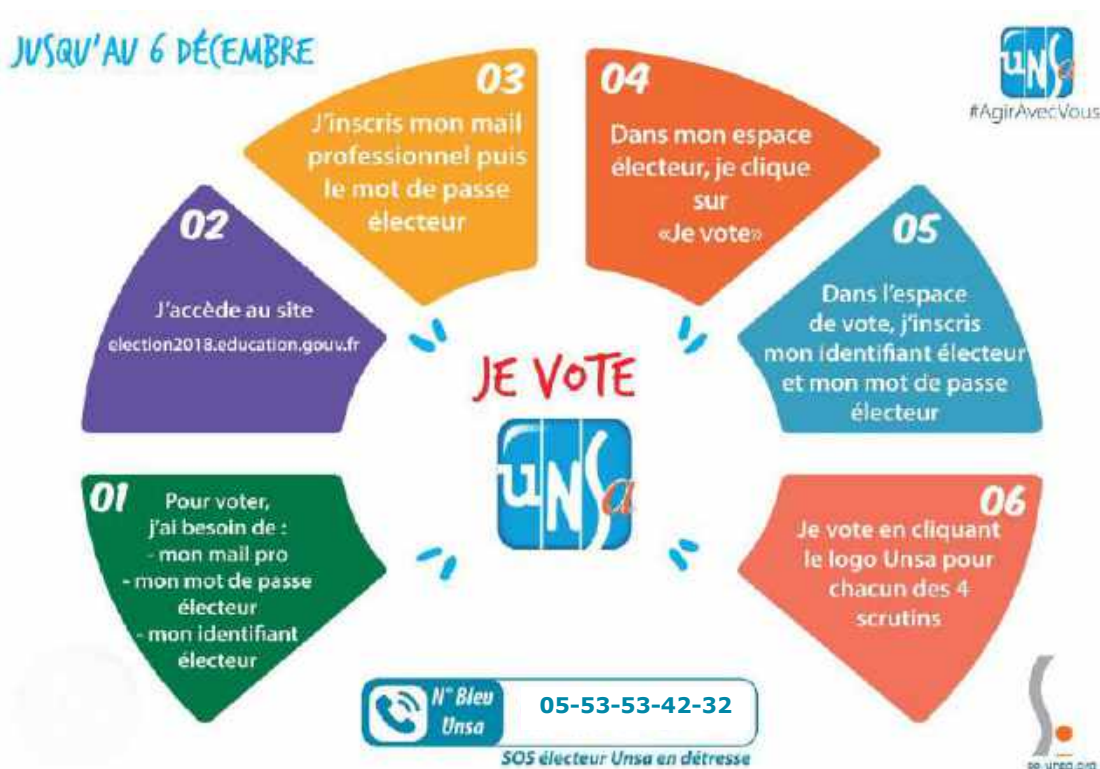 JUSQU'AU 6 DÉCEMBRE
unsa
#AgirAvecVous
01
Pour voter,
j'ai besoin de :
- mon mail pro
- mon mot de passe
électeur
- mon identifiant
électeur
02
J'accède au site
election2018.education.gouv.fr
03
J'inscris mon mail
professionnel puis
le mot de passe
électeur
04
Dans mon espace
électeur, je clique
sur
«Je vote»
05
Dans l'espace
de vote, j'inscris
mon identifiant électeur
et mon mot de passe
électeur
06
Je vote en cliquant
le logo Unsa pour
chacun des 4
scrutins
JE VOTE
unsa
N° Bleu
Unsa
05-53-53-42-32
SOS électeur Unsa en détresse
se-unsa.org